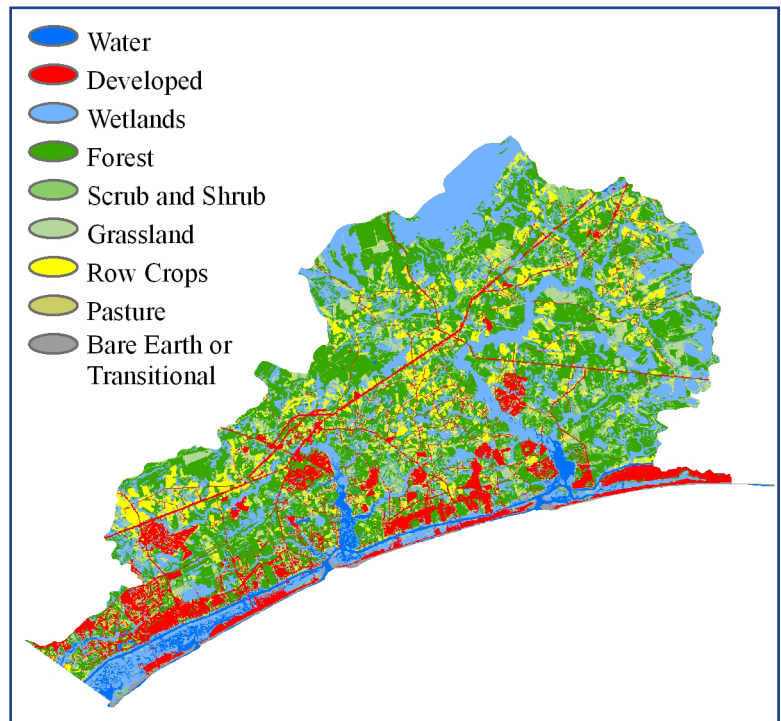 Water
Developed
Wetlands
Forest
Scrub and Shrub
Grassland
Row Crops
Pasture
Bare Earth or
Transitional